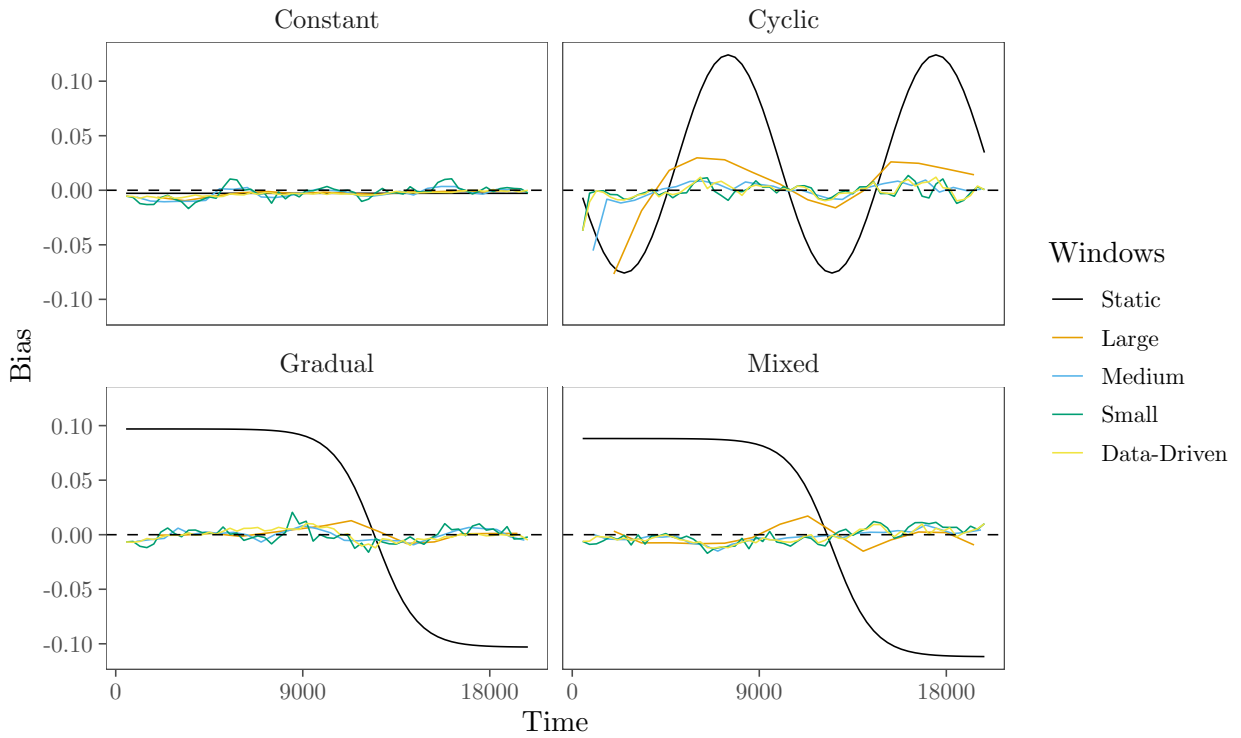 Constant
Cyclic
0.10
0.05
0.00
-0.05
-0.10
Gradual
Mixed
0.10
0.05
0.00
-0.05
-0.10
0
9000
18000
0
9000
18000
Time
Bias
Windows
Static
Large
Medium
Small
Data-Driven